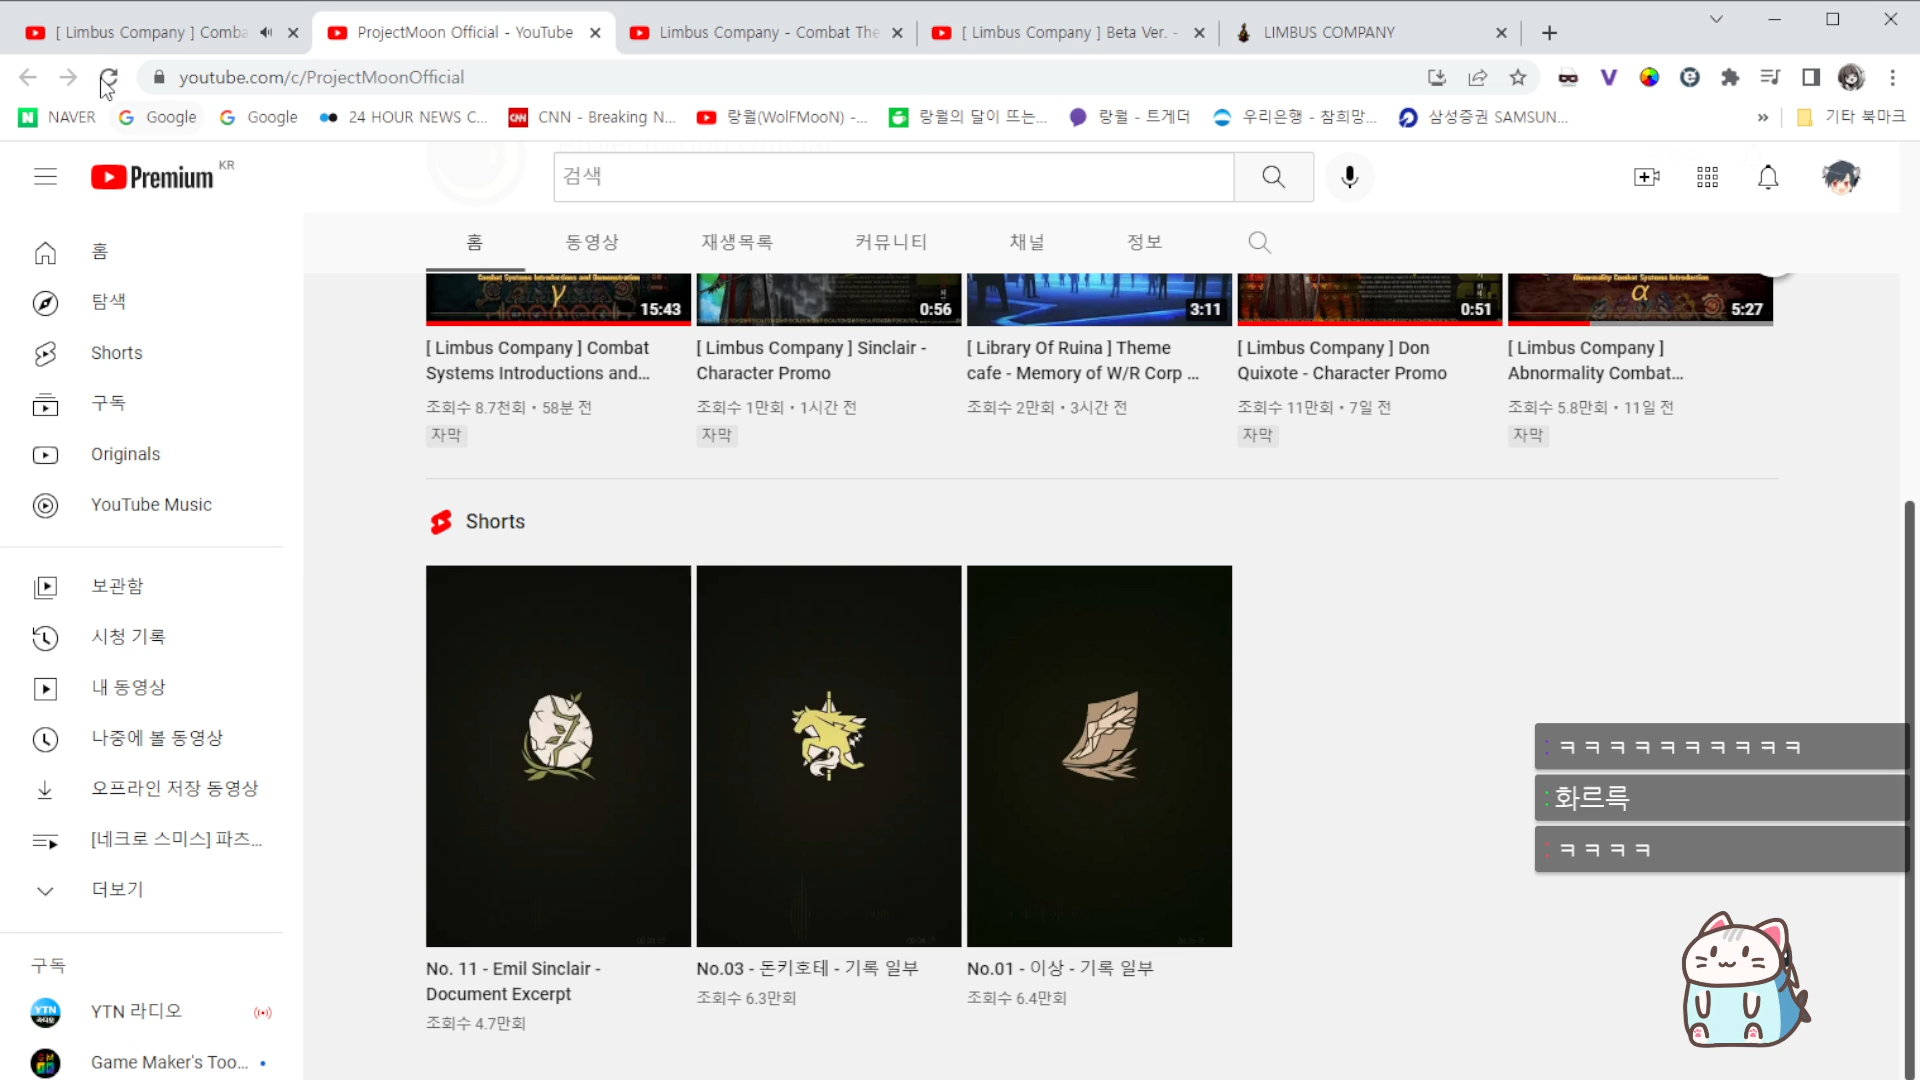 [ Limbus Company ] Comba
ProjectMoon Official - YouTube
Limbus Company - Combat The
[ Limbus Company ] Beta Ver. -
LIMBUS COMPANY
youtube.com/c/ProjectMoonOfficial
NAVER
Google
Google
24 HOUR NEWS C...
CNN - Breaking N...
랑월(WolFMooN) -...
랑월의 달이 뜨는...
랑월 - 트게더
우리은행 - 참희망...
삼성증권 SAMSUN...
»
기타 북마크
Premium KR
검색
홈
동영상
재생목록
커뮤니티
채널
정보
홈
탐색
Shorts
구독
Originals
YouTube Music
보관함
시청 기록
내 동영상
나중에 볼 동영상
오프라인 저장 동영상
[네크로 스미스] 파츠...
더보기
구독
YTN 라디오
Game Maker's Too...
Combat Systems Introductions and Demonstration
γ
15:43
[ Limbus Company ] Combat
Systems Introductions and...
조회수 8.7천회 • 58분 전
자막
0:56
[ Limbus Company ] Sinclair -
Character Promo
조회수 1만회 • 1시간 전
자막
3:11
[ Library Of Ruina ] Theme
cafe - Memory of W/R Corp ...
조회수 2만회 • 3시간 전
0:51
[ Limbus Company ] Don
Quixote - Character Promo
조회수 11만회 • 7일 전
자막
Abnormality Combat Systems Introduction
α
5:27
[ Limbus Company ]
Abnormality Combat...
조회수 5.8만회 • 11일 전
자막
Shorts
No. 11 - Emil Sinclair -
Document Excerpt
조회수 4.7만회
No.03 - 돈키호테 - 기록 일부
조회수 6.3만회
No.01 - 이상 - 기록 일부
조회수 6.4만회
: ㅋㅋㅋㅋㅋㅋㅋㅋㅋㅋ
: 화르륵
: ㅋㅋㅋㅋ